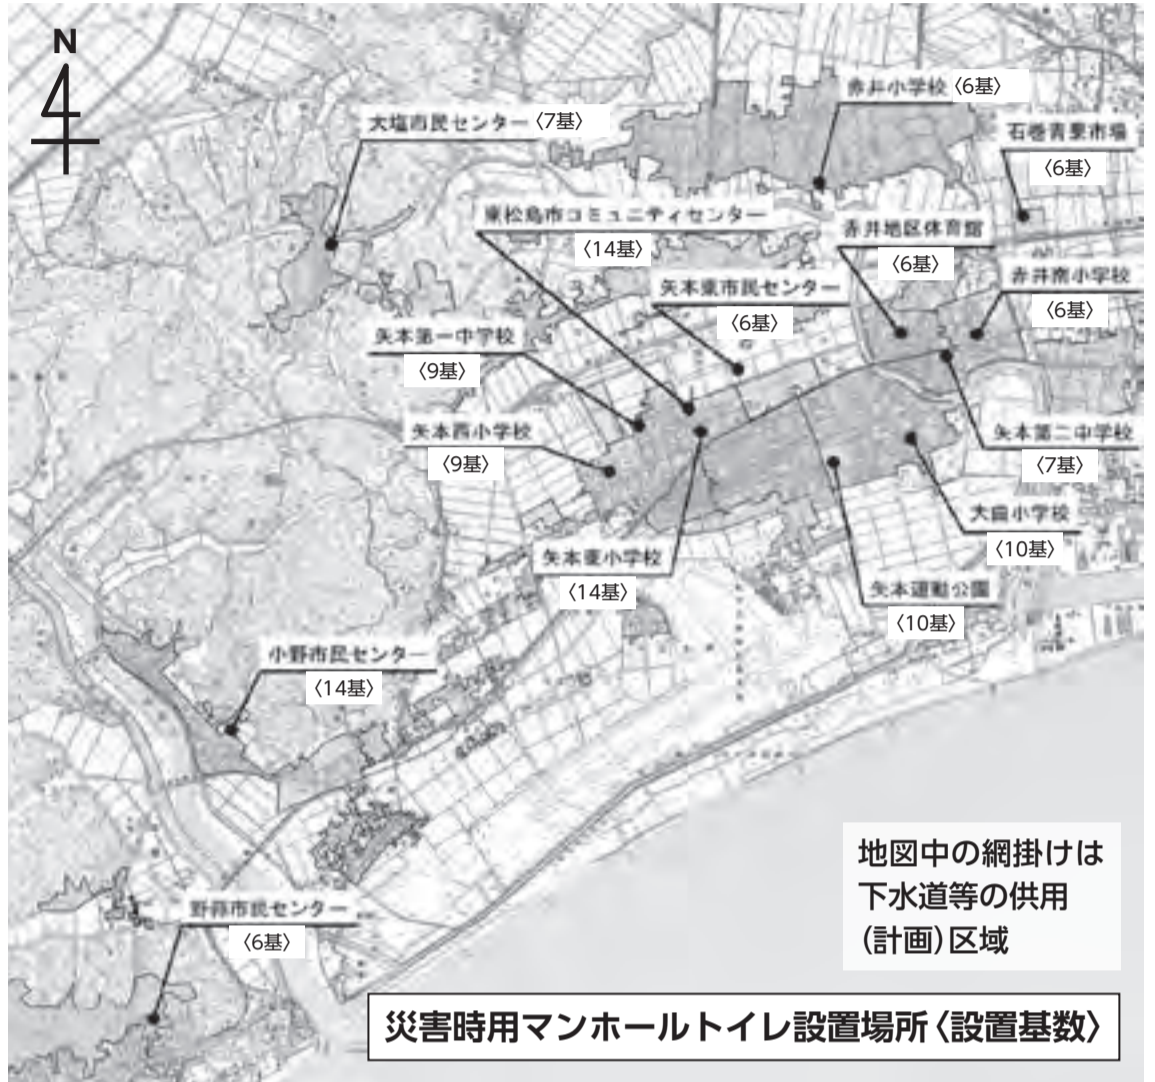 N
赤井小学校〈6基〉
大塩市民センター〈7基〉
石巻青果市場
〈6基〉
東松島市コミュニティセンター
〈14基〉
赤井地区体育館
〈6基〉
赤井南小学校
〈6基〉
矢本東市民センター
〈6基〉
矢本第一中学校
〈9基〉
矢本西小学校
〈9基〉
矢本第二中学校
〈7基〉
大曲小学校
〈10基〉
矢本東小学校
〈14基〉
矢本運動公園
〈10基〉
小野市民センター
〈14基〉
野蒜市民センター
〈6基〉
地図中の網掛けは
下水道等の供用
（計画）区域
災害時用マンホールトイレ設置場所〈設置基数〉